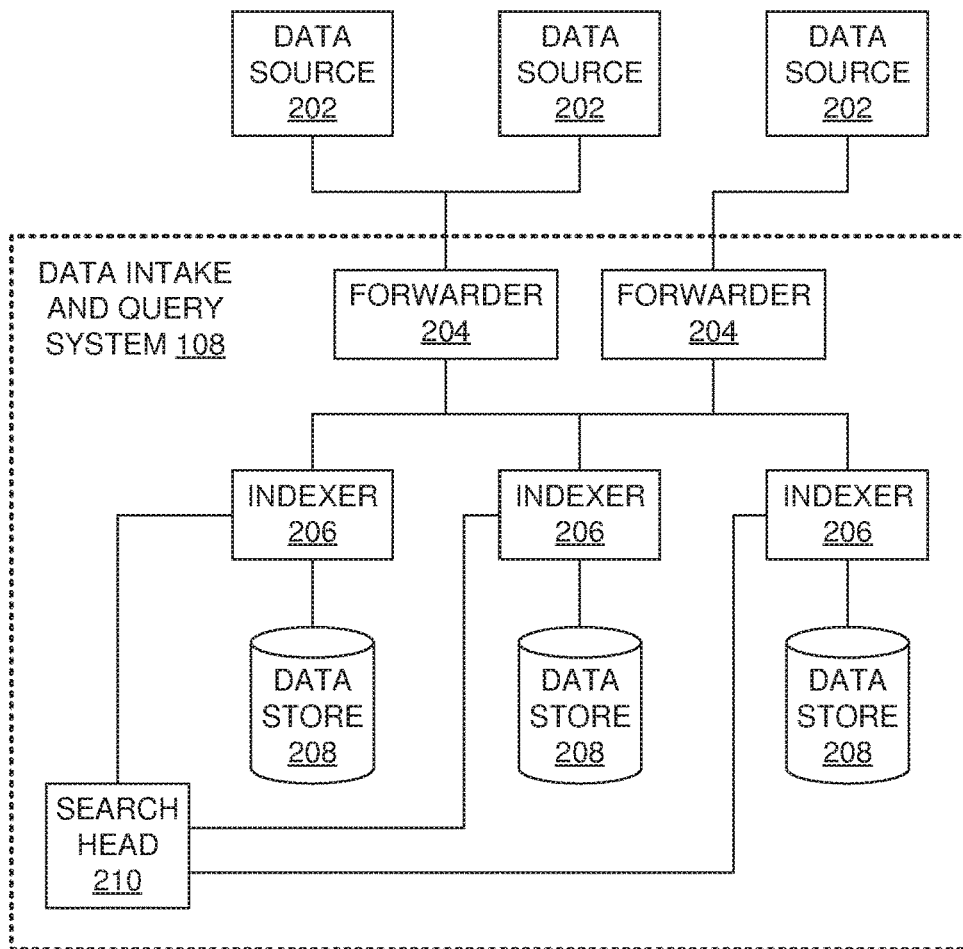 DATA
SOURCE
202
DATA
SOURCE
202
DATA
SOURCE
202
DATA INTAKE
AND QUERY
SYSTEM 108
FORWARDER
204
FORWARDER
204
INDEXER
206
INDEXER
206
INDEXER
206
DATA
STORE
208
DATA
STORE
208
DATA
STORE
208
SEARCH
HEAD
210